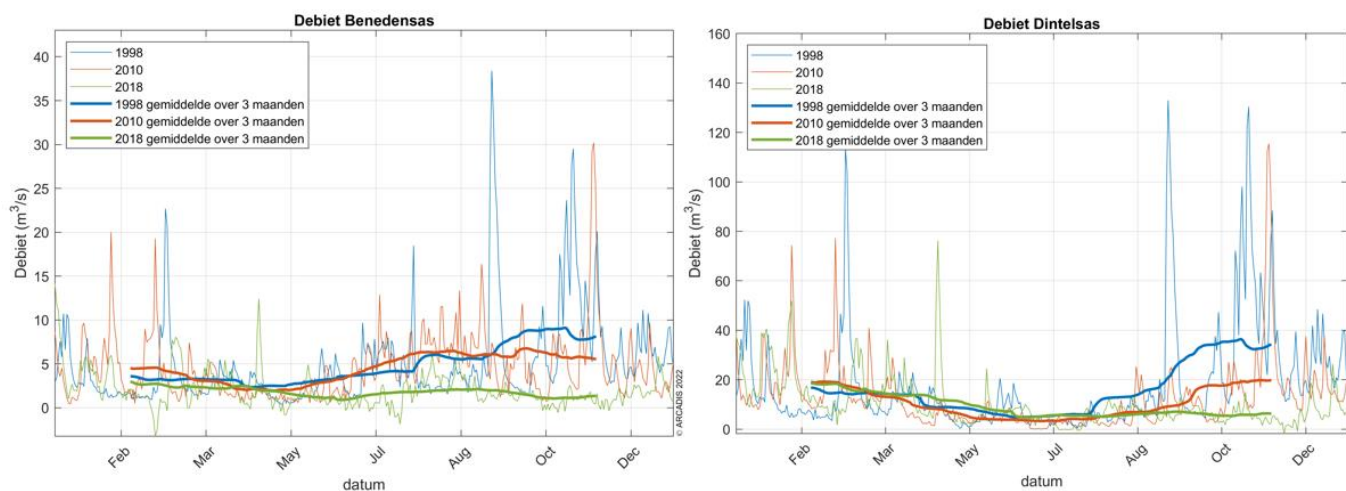 Debiet Benedensas
40
35
30
25
20
15
10
5
0
Debiet (m³/s)
1998
2010
2018
1998 gemiddelde over 3 maanden
2010 gemiddelde over 3 maanden
2018 gemiddelde over 3 maanden
Feb
Mar
May
Jul
Aug
Oct
Dec
datum
© ARCADIS 2022
Debiet Dintelsas
160
140
120
100
80
60
40
20
0
Debiet (m³/s)
1998
2010
2018
1998 gemiddelde over 3 maanden
2010 gemiddelde over 3 maanden
2018 gemiddelde over 3 maanden
Feb
Mar
May
Jul
Aug
Oct
Dec
datum